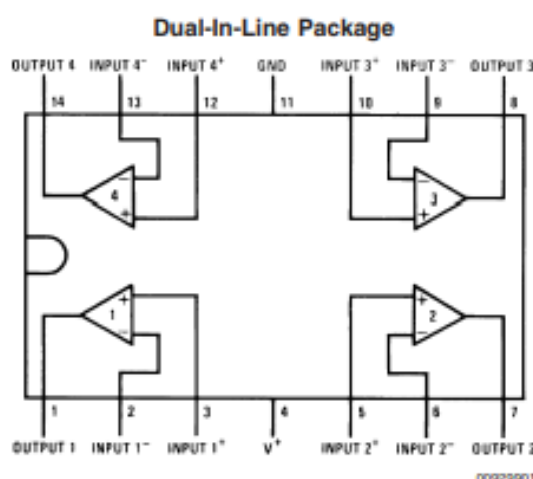 Dual-In-Line Package
OUTPUT 4 INPUT 4⁻ INPUT 4⁺ GND INPUT 3⁺ INPUT 3⁻ OUTPUT 3
14 13 12 11 10 9 8
− −
4 3
+ +
+ +
1 2
− −
1 2 3 4 5 6 7
OUTPUT 1 INPUT 1⁻ INPUT 1⁺ V⁺ INPUT 2⁺ INPUT 2⁻ OUTPUT 2